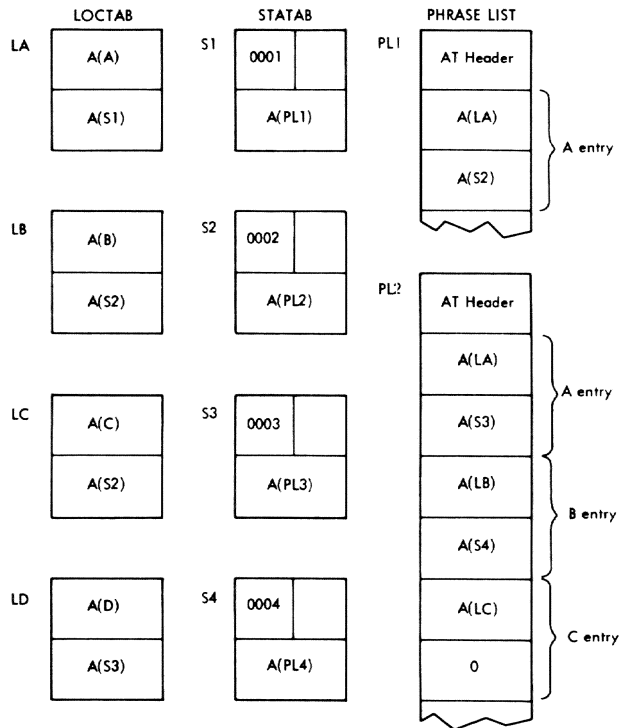 LOCTAB
LA
A(A)
A(S1)
LB
A(B)
A(S2)
LC
A(C)
A(S2)
LD
A(D)
A(S3)
STATAB
S1
0001
A(PL1)
S2
0002
A(PL2)
S3
0003
A(PL3)
S4
0004
A(PL4)
PHRASE LIST
PL1
AT Header
A(LA)
A(S2)
A entry
PL2
AT Header
A(LA)
A(S3)
A entry
A(LB)
A(S4)
B entry
A(LC)
0
C entry